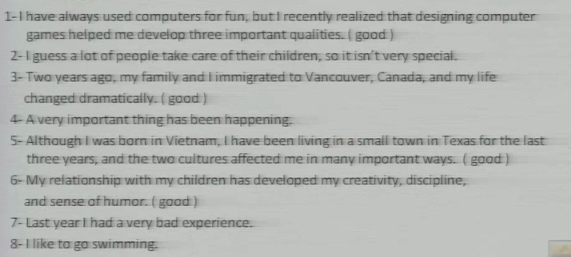 1- I have always used computers for fun, but I recently realized that designing computer
games helped me develop three important qualities. ( good )
2- I guess a lot of people take care of their children, so it isn't very special.
3- Two years ago, my family and I immigrated to Vancouver, Canada, and my life
changed dramatically. ( good )
4- A very important thing has been happening.
5- Although I was born in Vietnam, I have been living in a small town in Texas for the last
three years, and the two cultures affected me in many important ways. ( good )
6- My relationship with my children has developed my creativity, discipline,
and sense of humor. ( good )
7- Last year I had a very bad experience.
8- I like to go swimming.